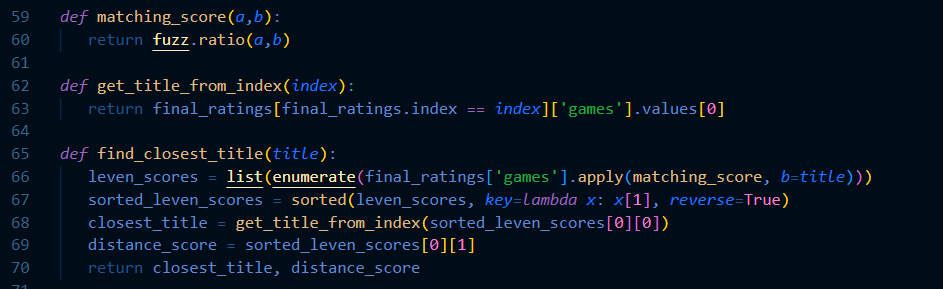 59 def matching_score(a,b):
60 return fuzz.ratio(a,b)
61
62 def get_title_from_index(index):
63 return final_ratings[final_ratings.index == index]['games'].values[0]
64
65 def find_closest_title(title):
66 leven_scores = list(enumerate(final_ratings['games'].apply(matching_score, b=title)))
67 sorted_leven_scores = sorted(leven_scores, key=lambda x: x[1], reverse=True)
68 closest_title = get_title_from_index(sorted_leven_scores[0][0])
69 distance_score = sorted_leven_scores[0][1]
70 return closest_title, distance_score